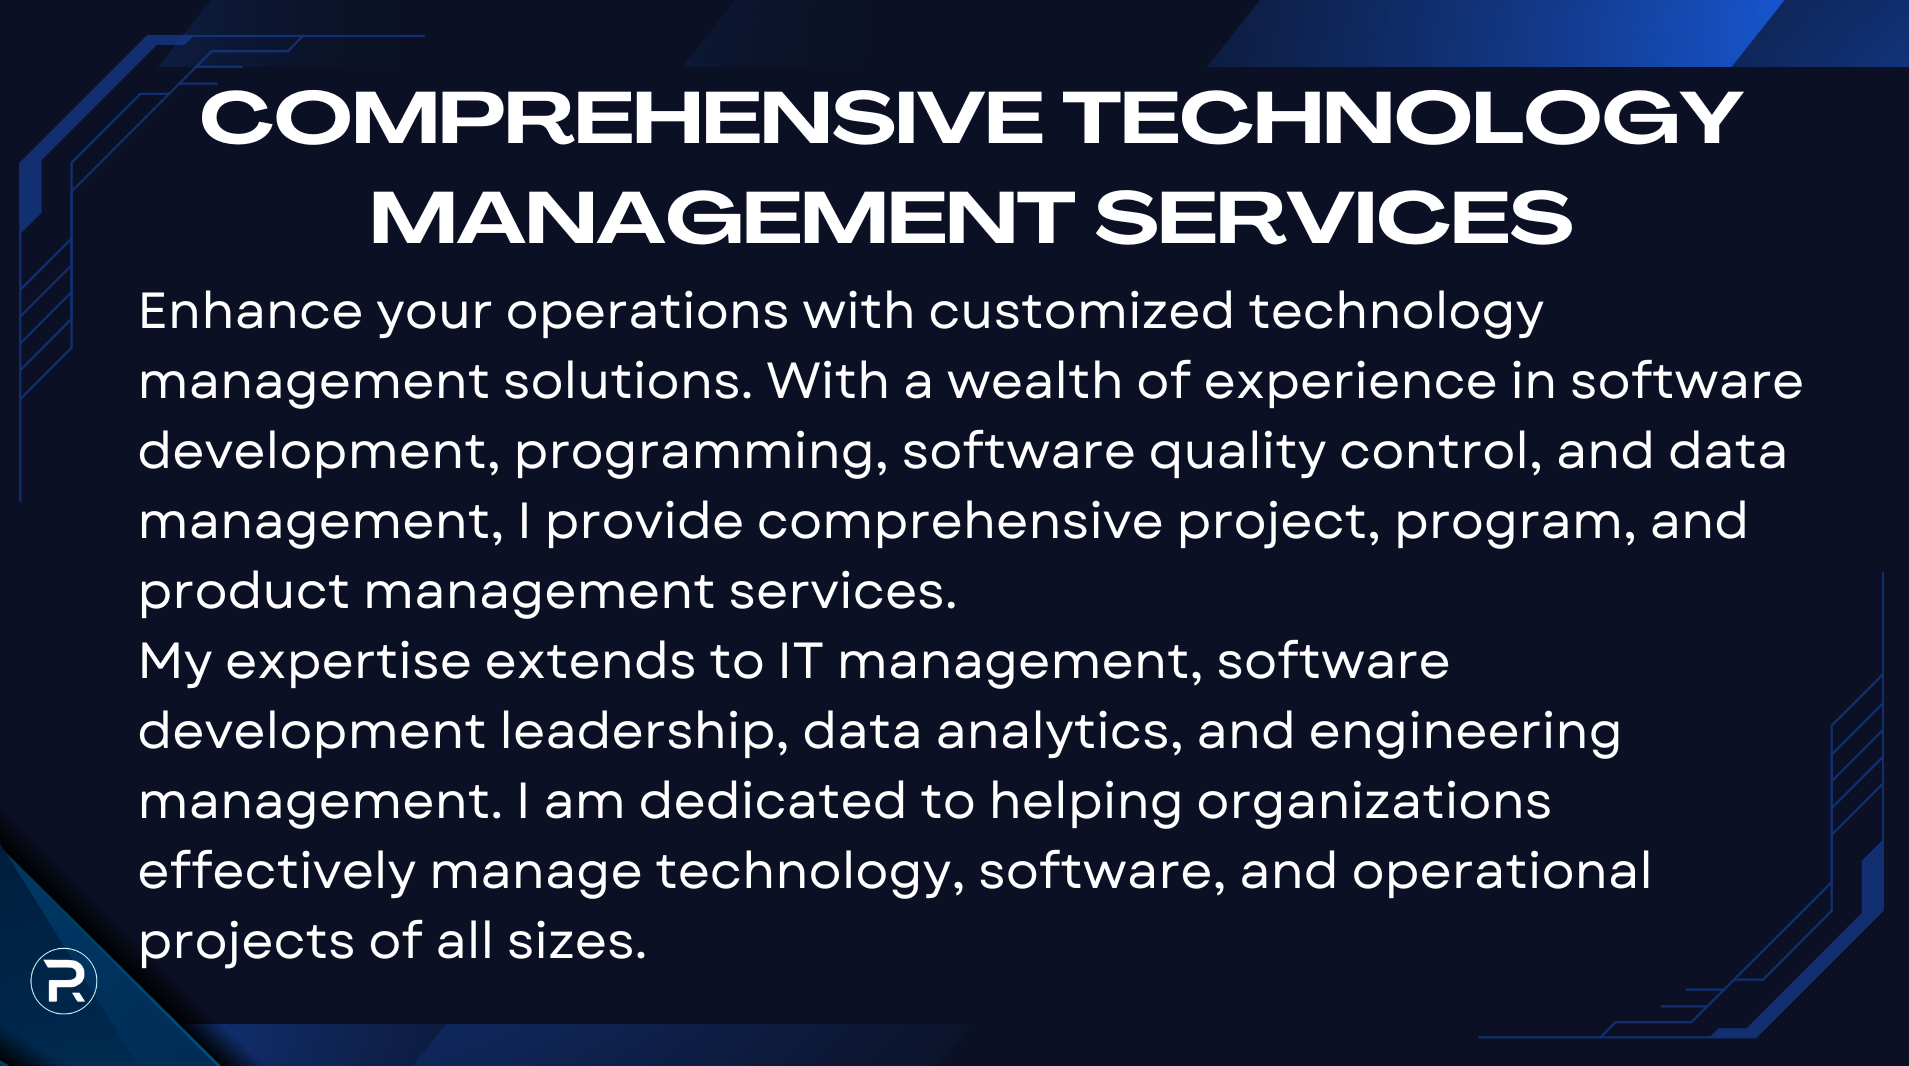 COMPREHENSIVE TECHNOLOGY
MANAGEMENT SERVICES
Enhance your operations with customized technology
management solutions. With a wealth of experience in software
development, programming, software quality control, and data
management, I provide comprehensive project, program, and
product management services.
My expertise extends to IT management, software
development leadership, data analytics, and engineering
management. I am dedicated to helping organizations
effectively manage technology, software, and operational
projects of all sizes.
R